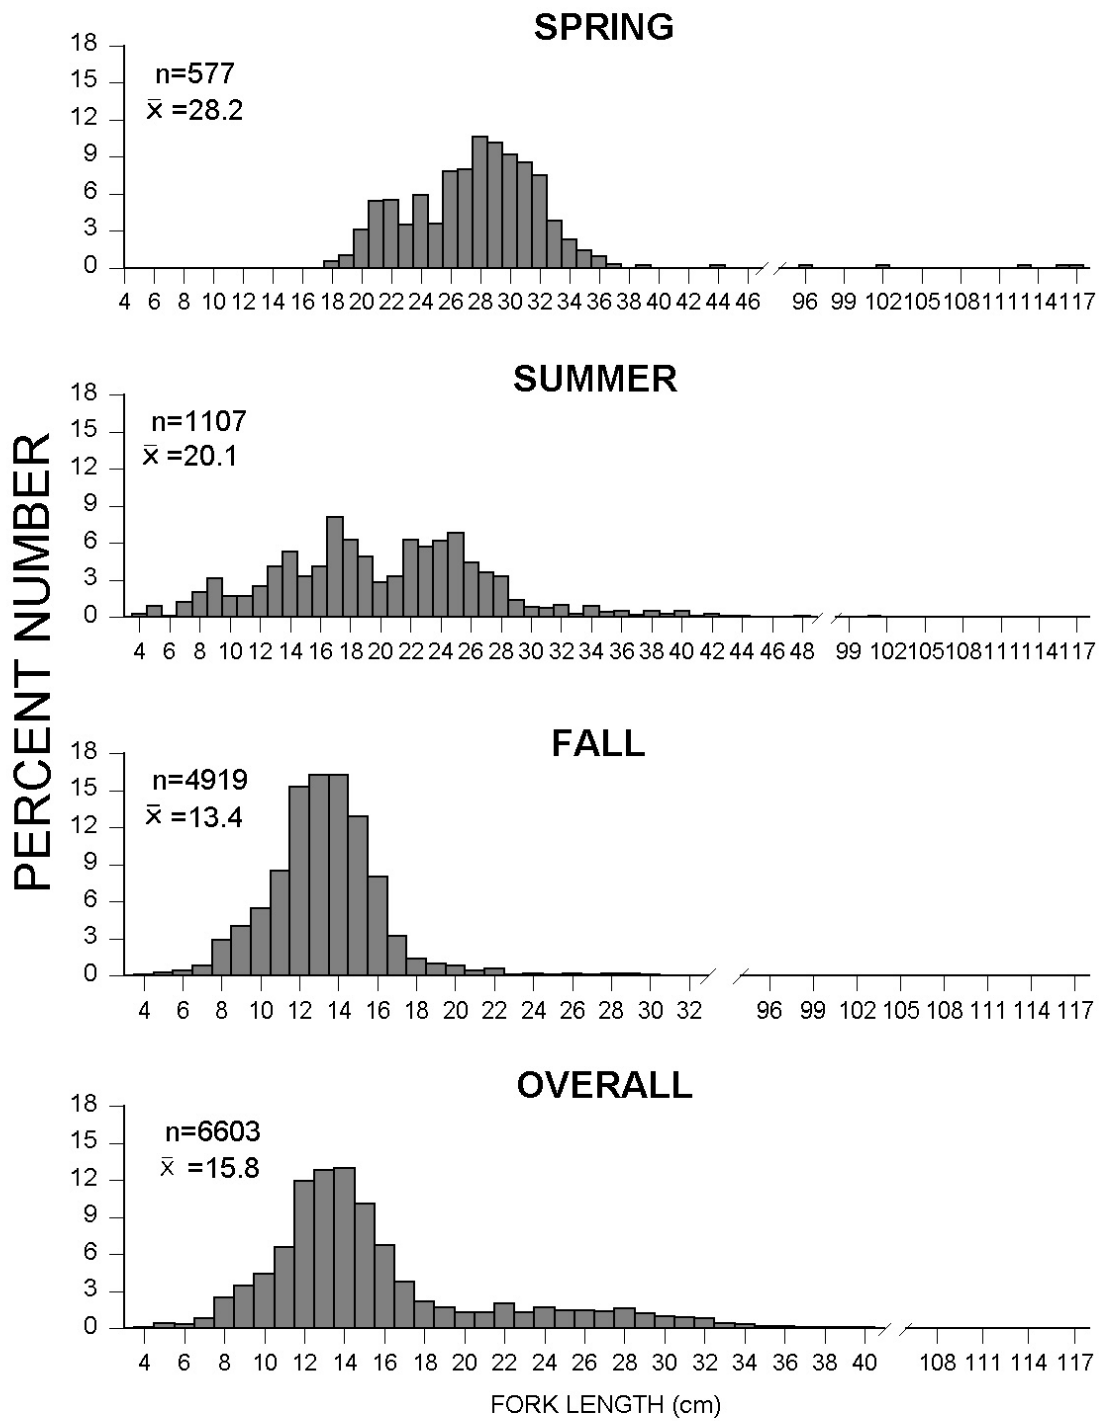 SPRING
18
n=577
15
x̄ =28.2
12
9
6
3
0
4 6 8 10 12 14 16 18 20 22 24 26 28 30 32 34 36 38 40 42 44 46 96 99 102 105 108 111 114 117
SUMMER
18
n=1107
15
x̄ =20.1
12
9
6
3
0
4 6 8 10 12 14 16 18 20 22 24 26 28 30 32 34 36 38 40 42 44 46 48 99 102 105 108 111 114 117
PERCENT NUMBER
FALL
18
n=4919
15
x̄ =13.4
12
9
6
3
0
4 6 8 10 12 14 16 18 20 22 24 26 28 30 32 96 99 102 105 108 111 114 117
OVERALL
18
n=6603
15
x̄ =15.8
12
9
6
3
0
4 6 8 10 12 14 16 18 20 22 24 26 28 30 32 34 36 38 40 108 111 114 117
FORK LENGTH (cm)